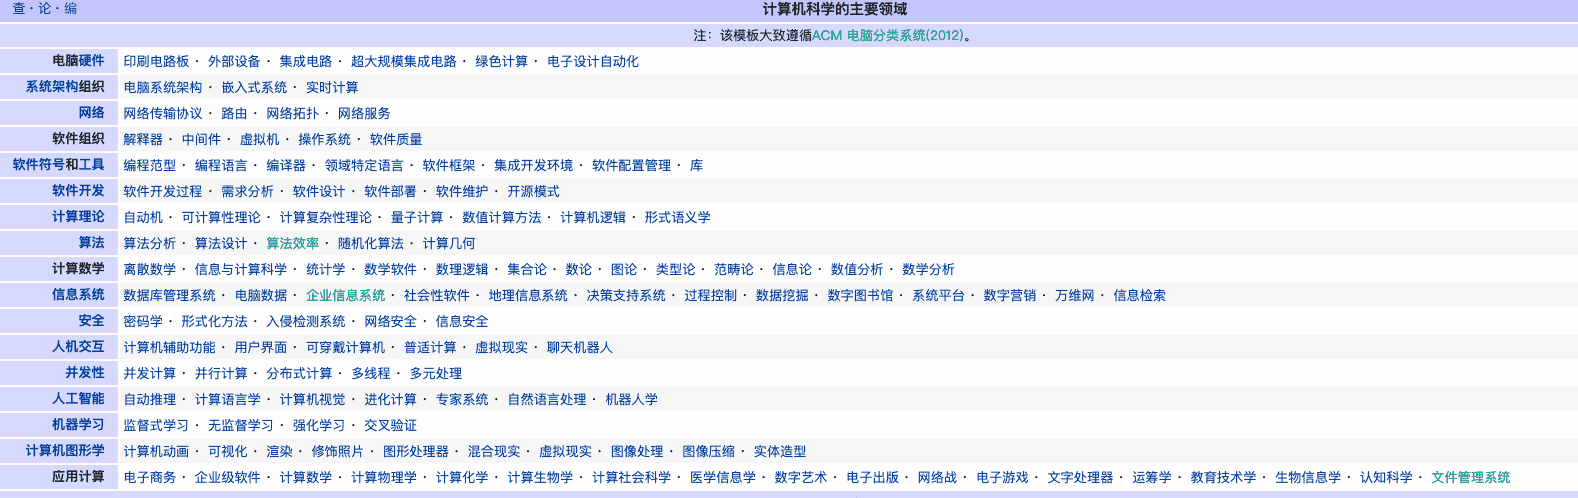 查·论·编 计算机科学的主要领域
注：该模板大致遵循ACM 电脑分类系统(2012)。
电脑硬件 印刷电路板 · 外部设备 · 集成电路 · 超大规模集成电路 · 绿色计算 · 电子设计自动化
系统架构组织 电脑系统架构 · 嵌入式系统 · 实时计算
网络 网络传输协议 · 路由 · 网络拓扑 · 网络服务
软件组织 解释器 · 中间件 · 虚拟机 · 操作系统 · 软件质量
软件符号和工具 编程范型 · 编程语言 · 编译器 · 领域特定语言 · 软件框架 · 集成开发环境 · 软件配置管理 · 库
软件开发 软件开发过程 · 需求分析 · 软件设计 · 软件部署 · 软件维护 · 开源模式
计算理论 自动机 · 可计算性理论 · 计算复杂性理论 · 量子计算 · 数值计算方法 · 计算机逻辑 · 形式语义学
算法 算法分析 · 算法设计 · 算法效率 · 随机化算法 · 计算几何
计算数学 离散数学 · 信息与计算科学 · 统计学 · 数学软件 · 数理逻辑 · 集合论 · 数论 · 图论 · 类型论 · 范畴论 · 信息论 · 数值分析 · 数学分析
信息系统 数据库管理系统 · 电脑数据 · 企业信息系统 · 社会性软件 · 地理信息系统 · 决策支持系统 · 过程控制 · 数据挖掘 · 数字图书馆 · 系统平台 · 数字营销 · 万维网 · 信息检索
安全 密码学 · 形式化方法 · 入侵检测系统 · 网络安全 · 信息安全
人机交互 计算机辅助功能 · 用户界面 · 可穿戴计算机 · 普适计算 · 虚拟现实 · 聊天机器人
并发性 并发计算 · 并行计算 · 分布式计算 · 多线程 · 多元处理
人工智能 自动推理 · 计算语言学 · 计算机视觉 · 进化计算 · 专家系统 · 自然语言处理 · 机器人学
机器学习 监督式学习 · 无监督学习 · 强化学习 · 交叉验证
计算机图形学 计算机动画 · 可视化 · 渲染 · 修饰照片 · 图形处理器 · 混合现实 · 虚拟现实 · 图像处理 · 图像压缩 · 实体造型
应用计算 电子商务 · 企业级软件 · 计算数学 · 计算物理学 · 计算化学 · 计算生物学 · 计算社会科学 · 医学信息学 · 数字艺术 · 电子出版 · 网络战 · 电子游戏 · 文字处理器 · 运筹学 · 教育技术学 · 生物信息学 · 认知科学 · 文件管理系统